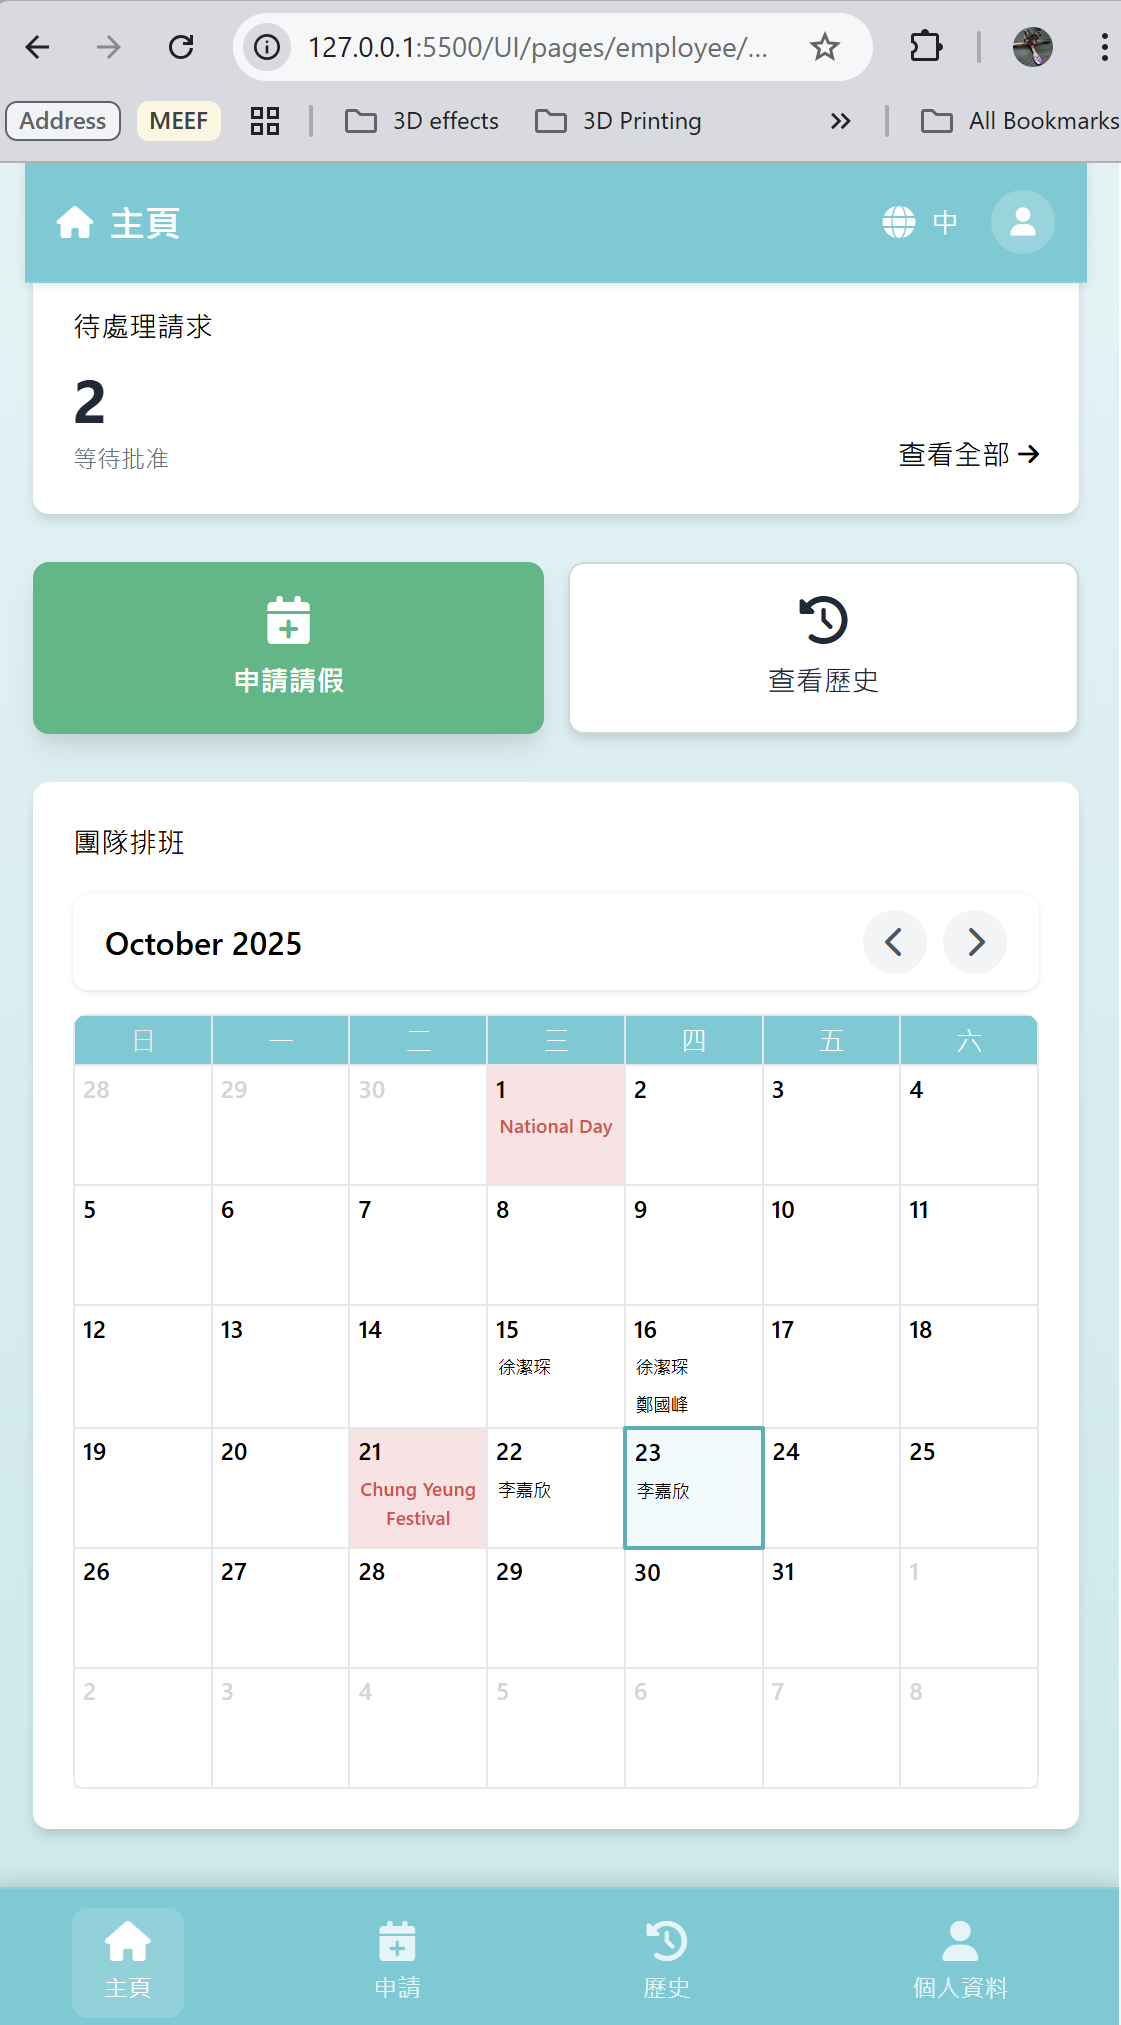 127.0.0.1:5500/UI/pages/employee/...
Address
MEEF
3D effects
3D Printing
All Bookmarks
主頁
中
待處理請求
2
等待批准
查看全部
申請請假
查看歷史
團隊排班
October 2025
日 一 二 三 四 五 六
28 29 30 1 2 3 4
National Day
5 6 7 8 9 10 11
12 13 14 15 16 17 18
徐潔琛 徐潔琛
鄭國峰
19 20 21 22 23 24 25
Chung Yeung 李嘉欣 李嘉欣
Festival
26 27 28 29 30 31 1
2 3 4 5 6 7 8
主頁
申請
歷史
個人資料